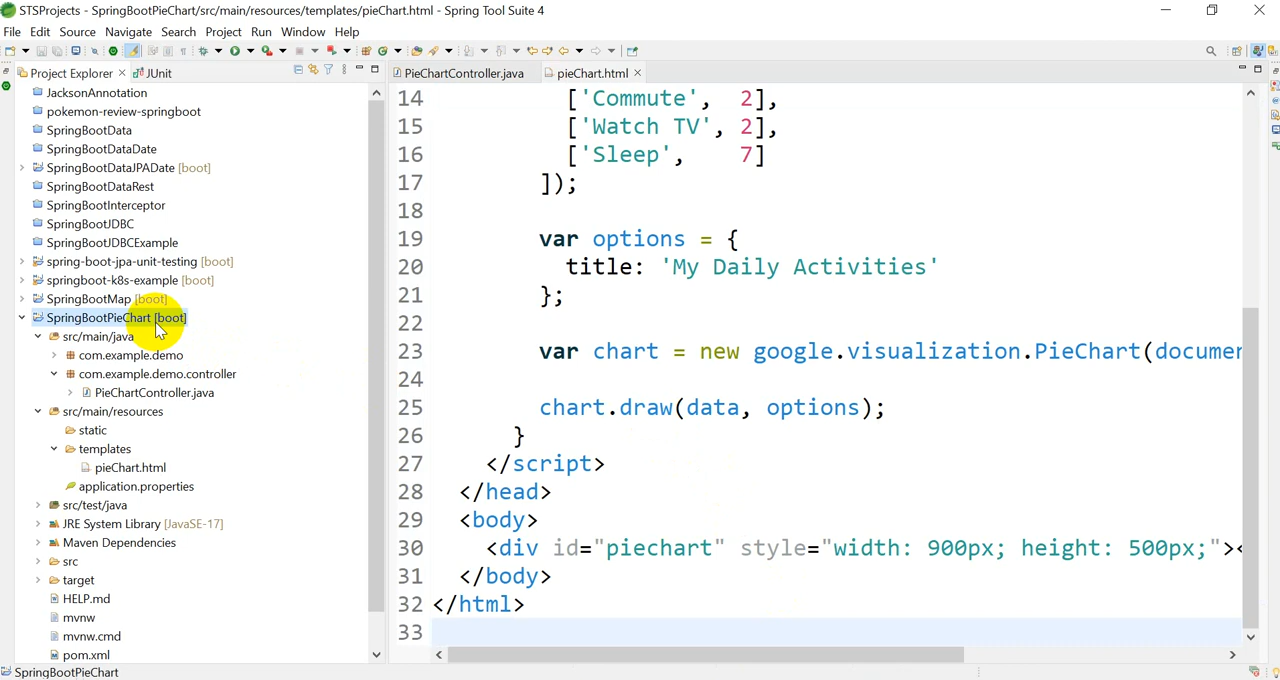 STSProjects - SpringBootPieChart/src/main/resources/templates/pieChart.html - Spring Tool Suite 4
File Edit Source Navigate Search Project Run Window Help
Project Explorer
JUnit
JacksonAnnotation
pokemon-review-springboot
SpringBootData
SpringBootDataDate
SpringBootDataJPADate [boot]
SpringBootDataRest
SpringBootInterceptor
SpringBootJDBC
SpringBootJDBCExample
spring-boot-jpa-unit-testing [boot]
springboot-k8s-example [boot]
SpringBootMap [boot]
SpringBootPieChart [boot]
src/main/java
com.example.demo
com.example.demo.controller
PieChartController.java
src/main/resources
static
templates
pieChart.html
application.properties
src/test/java
JRE System Library [JavaSE-17]
Maven Dependencies
src
target
HELP.md
mvnw
mvnw.cmd
pom.xml
PieChartController.java
pieChart.html
14 ['Commute', 2],
15 ['Watch TV', 2],
16 ['Sleep', 7]
17 ]);
18
19 var options = {
20 title: 'My Daily Activities'
21 };
22
23 var chart = new google.visualization.PieChart(documen
24
25 chart.draw(data, options);
26 }
27 </script>
28 </head>
29 <body>
30 <div id="piechart" style="width: 900px; height: 500px;"><
31 </body>
32 </html>
33
SpringBootPieChart